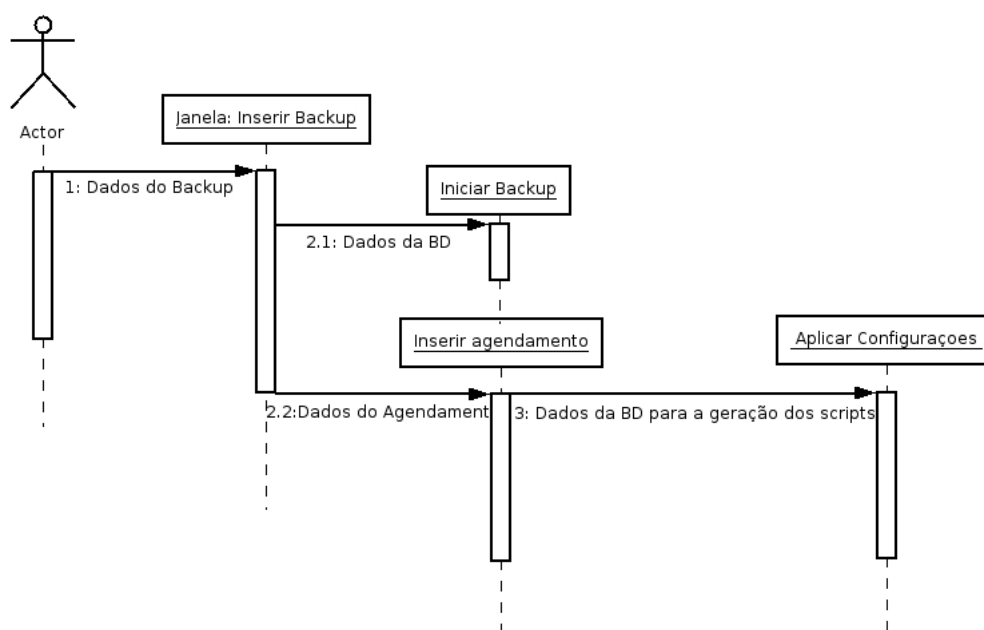 Actor
Janela: Inserir Backup
1: Dados do Backup
Iniciar Backup
2.1: Dados da BD
Inserir agendamento
Aplicar Configuraçoes
2.2:Dados do Agendament
3: Dados da BD para a geração dos scripts